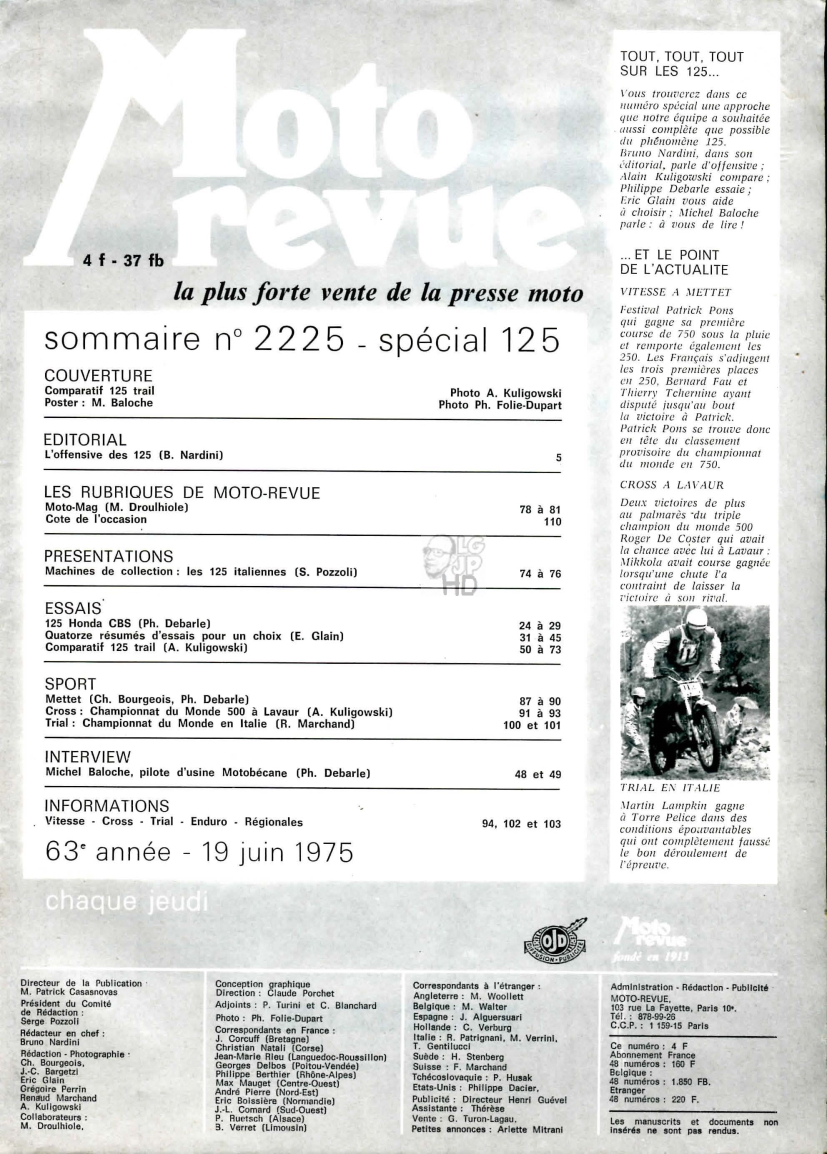 Moto
revue
4 f - 37 fb
la plus forte vente de la presse moto
sommaire n° 2225 - spécial 125
COUVERTURE
Comparatif 125 trail Photo A. Kuligowski
Poster : M. Baloche Photo Ph. Folie-Dupart
EDITORIAL
L'offensive des 125 (B. Nardini) 5
LES RUBRIQUES DE MOTO-REVUE
Moto-Mag (M. Droulhiole) 78 à 81
Cote de l'occasion 110
PRESENTATIONS
Machines de collection : les 125 italiennes (S. Pozzoli) 74 à 76
ESSAIS
125 Honda CBS (Ph. Debarle) 24 à 29
Quatorze résumés d'essais pour un choix (E. Glain) 31 à 45
Comparatif 125 trail (A. Kuligowski) 50 à 73
SPORT
Mettet (Ch. Bourgeois, Ph. Debarle) 87 à 90
Cross : Championnat du Monde 500 à Lavaur (A. Kuligowski) 91 à 93
Trial : Championnat du Monde en Italie (R. Marchand) 100 et 101
INTERVIEW
Michel Baloche, pilote d'usine Motobécane (Ph. Debarle) 48 et 49
INFORMATIONS
Vitesse - Cross - Trial - Enduro - Régionales 94, 102 et 103
63e année - 19 juin 1975
chaque jeudi
LG
JP
HD
TOUT, TOUT, TOUT
SUR LES 125...
Vous trouverez dans ce
numéro spécial une approche
que notre équipe a souhaitée
aussi complète que possible
du phénomène 125.
Bruno Nardini, dans son
éditorial, parle d'offensive ;
Alain Kuligowski compare ;
Philippe Debarle essaie ;
Eric Glain vous aide
à choisir ; Michel Baloche
parle : à vous de lire !
... ET LE POINT
DE L'ACTUALITE
VITESSE A METTET
Festival Patrick Pons
qui gagne sa première
course de 750 sous la pluie
et remporte également les
250. Les Français s'adjugent
les trois premières places
en 250, Bernard Fau et
Thierry Tchernine ayant
disputé jusqu'au bout
la victoire à Patrick.
Patrick Pons se trouve donc
en tête du classement
provisoire du championnat
du monde en 750.
CROSS A LAVAUR
Deux victoires de plus
au palmarès du triple
champion du monde 500
Roger De Coster qui avait
la chance avec lui à Lavaur :
Mikkola avait course gagnée
lorsqu'une chute l'a
contraint de laisser la
victoire à son rival.
TRIAL EN ITALIE
Martin Lampkin gagne
à Torre Pelice dans des
conditions épouvantables
qui ont complètement faussé
le bon déroulement de
l'épreuve.
OJD
DIFFUSION-PUBLICITÉ
Moto
revue
fondé en 1913
Directeur de la Publication
M. Patrick Casasnovas
Président du Comité
de Rédaction :
Serge Pozzoli
Rédacteur en chef :
Bruno Nardini
Rédaction - Photographie :
Ch. Bourgeois,
J.-C. Bargetzi
Eric Glain
Grégoire Perrin
Renaud Marchand
A. Kuligowski
Collaborateurs :
M. Droulhiole,
Conception graphique
Direction : Claude Porchet
Adjoints : P. Turini et C. Blanchard
Photo : Ph. Folie-Dupart
Correspondants en France :
J. Corcuff (Bretagne)
Christian Natali (Corse)
Jean-Marie Rieu (Languedoc-Roussillon)
Georges Delbos (Poitou-Vendée)
Philippe Berthier (Rhône-Alpes)
Max Mauget (Centre-Ouest)
André Pierre (Nord-Est)
Eric Boissière (Normandie)
J.-L. Comard (Sud-Ouest)
P. Ruetsch (Alsace)
B. Verret (Limousin)
Correspondants à l'étranger :
Angleterre : M. Woollett
Belgique : M. Walter
Espagne : J. Alguersuari
Hollande : C. Verburg
Italie : R. Patrignani, M. Verrini,
T. Gentilucci
Suède : H. Stenberg
Suisse : F. Marchand
Tchécoslovaquie : P. Husak
Etats-Unis : Philippe Dacier,
Publicité : Directeur Henri Guével
Assistante : Thérèse
Vente : G. Turon-Lagau,
Petites annonces : Arlette Mitrani
Administration - Rédaction - Publicité
MOTO-REVUE,
103 rue La Fayette, Paris 10e.
Tél. : 878-99-26
C.C.P. : 1 159-15 Paris
Ce numéro : 4 F
Abonnement France
48 numéros : 160 F
Belgique :
48 numéros : 1.850 FB.
Etranger
48 numéros : 220 F.
Les manuscrits et documents non
insérés ne sont pas rendus.